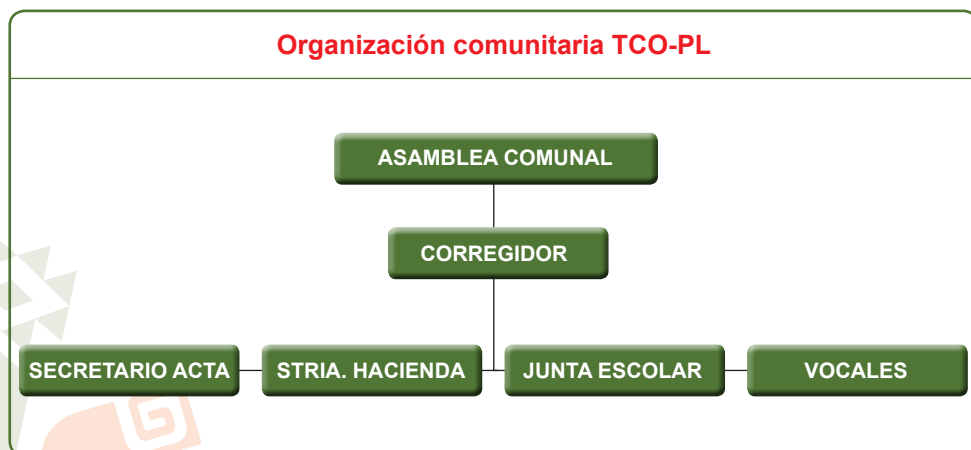 Organización comunitaria TCO-PL
ASAMBLEA COMUNAL
CORREGIDOR
SECRETARIO ACTA
STRIA. HACIENDA
JUNTA ESCOLAR
VOCALES